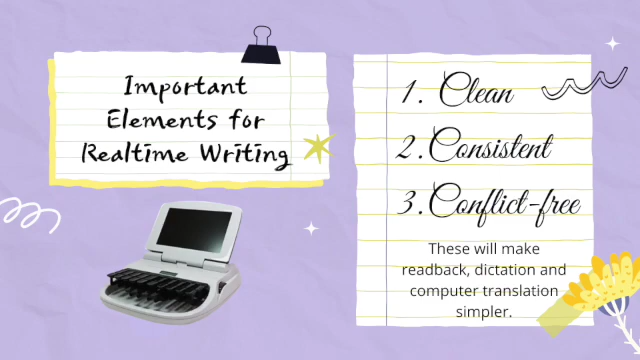 Important
Elements for
Realtime Writing
1. Clean
2. Consistent
3. Conflict-free
These will make
readback, dictation and
computer translation
simpler.